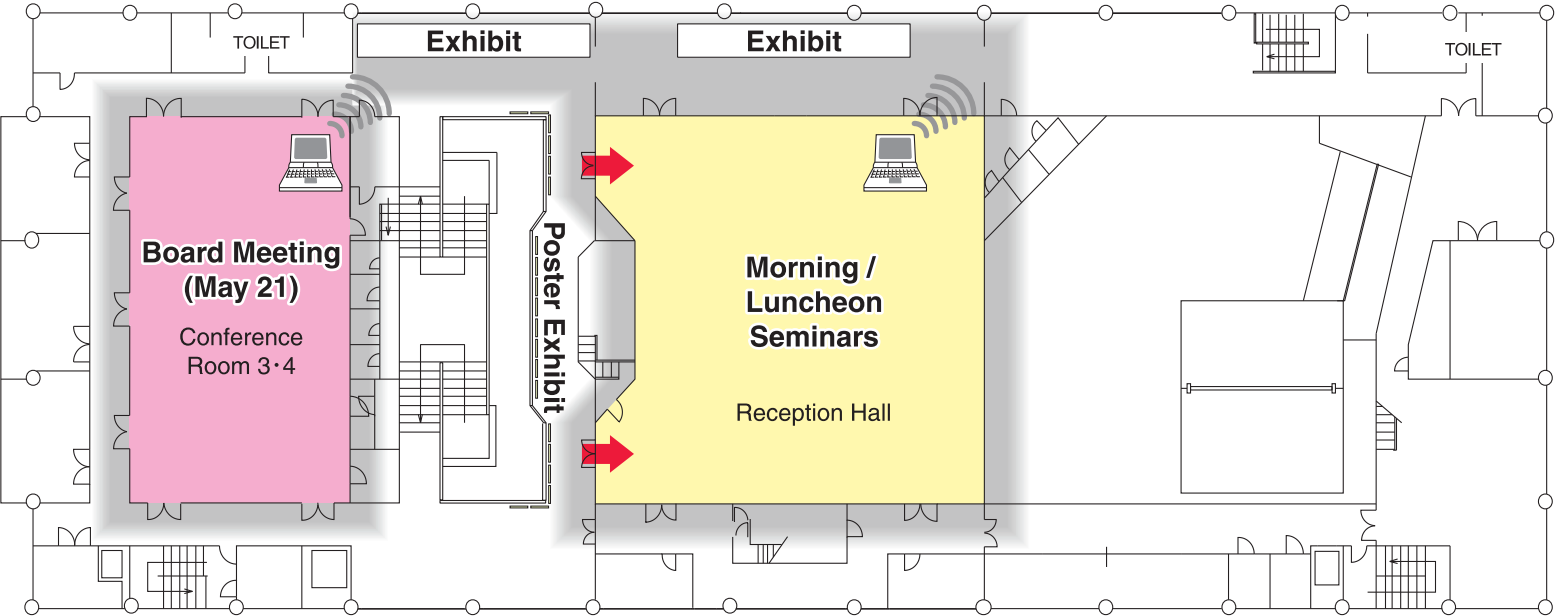 TOILET
Exhibit
Exhibit
TOILET
Board Meeting
(May 21)
Conference
Room 3・4
Poster Exhibit
Morning /
Luncheon
Seminars
Reception Hall